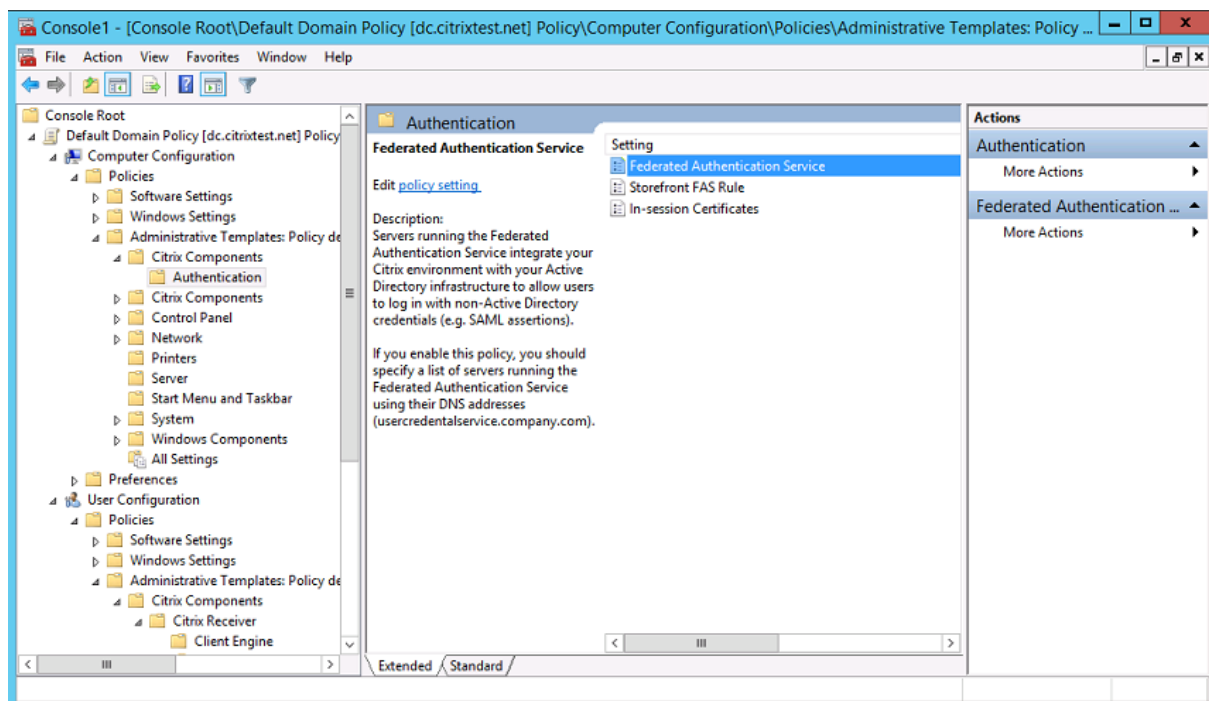 Console1 - [Console Root\Default Domain Policy [dc.citrixtest.net] Policy\Computer Configuration\Policies\Administrative Templates: Policy ...
File Action View Favorites Window Help
Console Root
Default Domain Policy [dc.citrixtest.net] Policy
Computer Configuration
Policies
Software Settings
Windows Settings
Administrative Templates: Policy de
Citrix Components
Authentication
Citrix Components
Control Panel
Network
Printers
Server
Start Menu and Taskbar
System
Windows Components
All Settings
Preferences
User Configuration
Policies
Software Settings
Windows Settings
Administrative Templates: Policy de
Citrix Components
Citrix Receiver
Client Engine
Authentication
Federated Authentication Service
Edit policy setting
Description:
Servers running the Federated
Authentication Service integrate your
Citrix environment with your Active
Directory infrastructure to allow users
to log in with non-Active Directory
credentials (e.g. SAML assertions).
If you enable this policy, you should
specify a list of servers running the
Federated Authentication Service
using their DNS addresses
(usercredentalservice.company.com).
Setting
Federated Authentication Service
Storefront FAS Rule
In-session Certificates
Extended Standard
Actions
Authentication
More Actions
Federated Authentication ...
More Actions